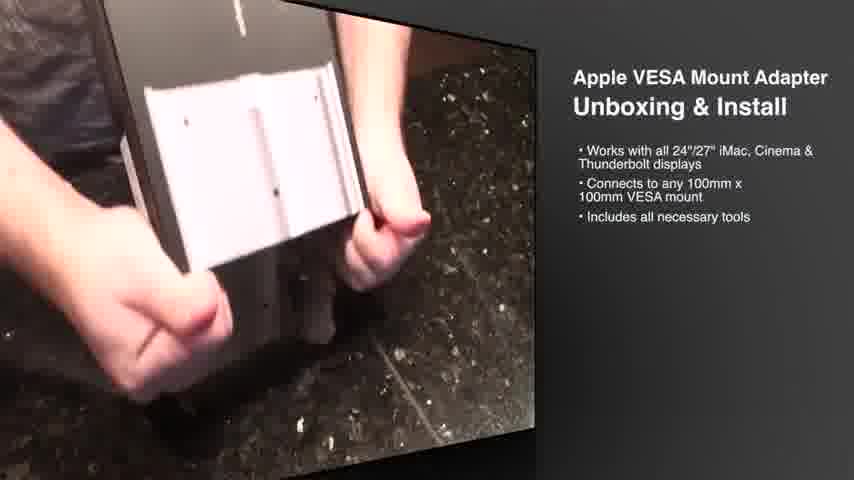 Apple VESA Mount Adapter
Unboxing & Install
• Works with all 24"/27" iMac, Cinema &
Thunderbolt displays
• Connects to any 100mm x
100mm VESA mount
• Includes all necessary tools